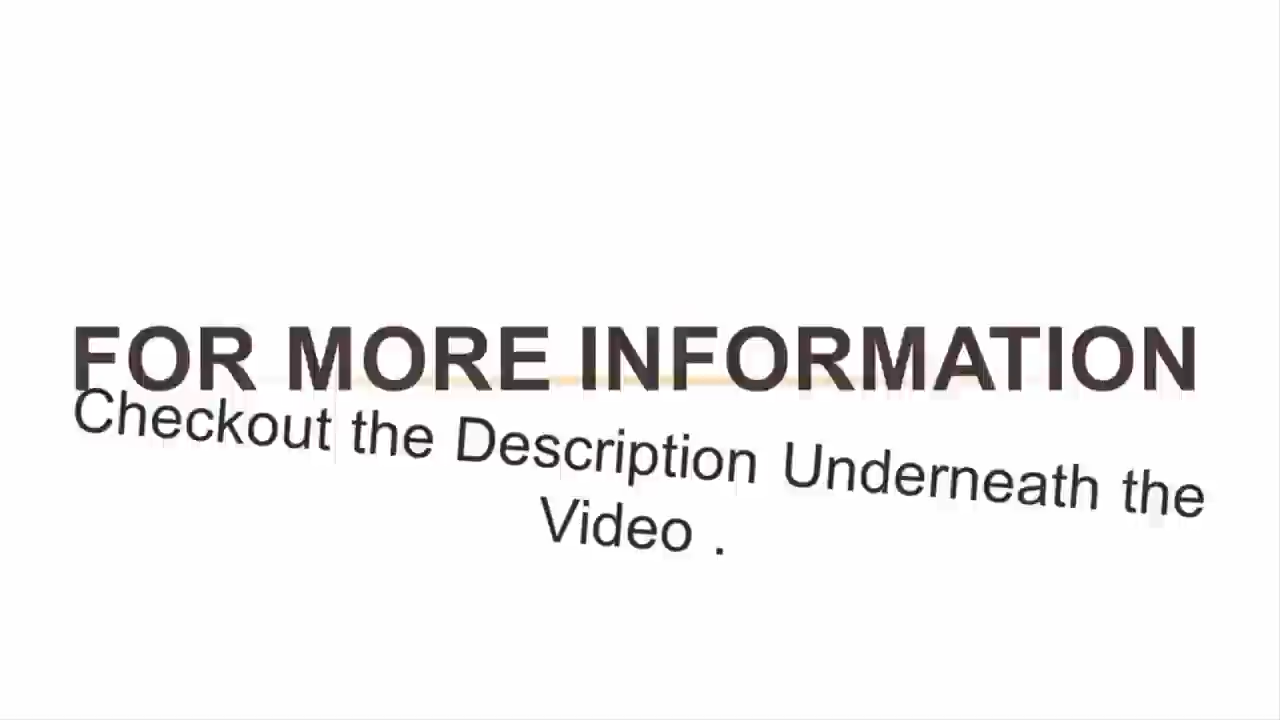 FOR MORE INFORMATION
Checkout the Description Underneath the
Video .